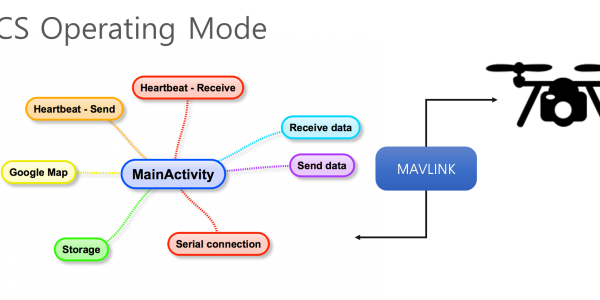 CS Operating Mode
Heartbeat - Receive
Heartbeat - Send
Receive data
Google Map
MainActivity
Send data
MAVLINK
Storage
Serial connection